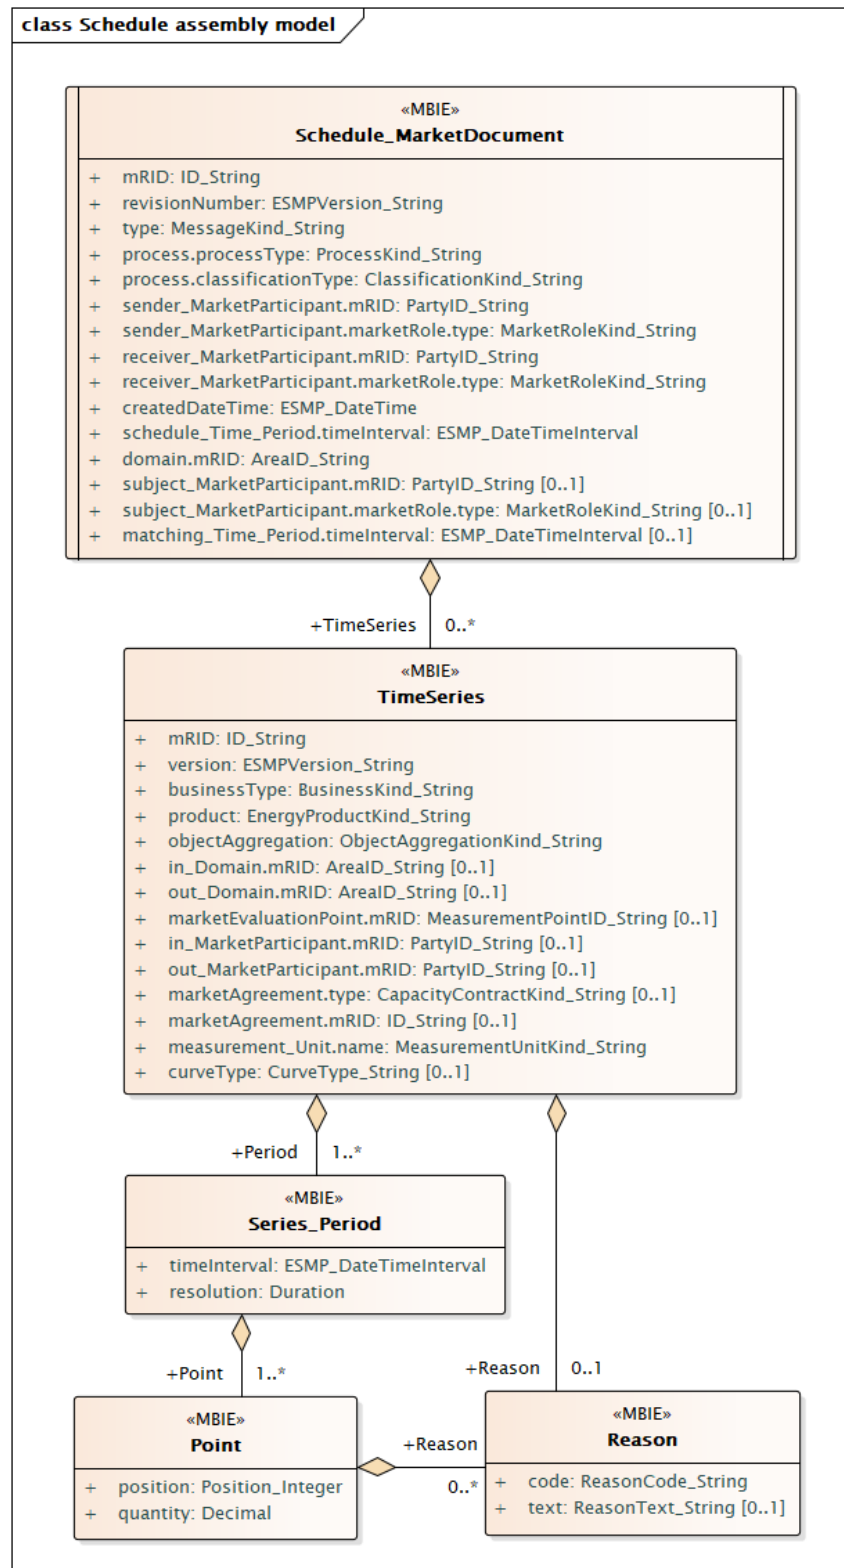 class Schedule assembly model
«MBIE»
Schedule_MarketDocument
+ mRID: ID_String
+ revisionNumber: ESMPVersion_String
+ type: MessageKind_String
+ process.processType: ProcessKind_String
+ process.classificationType: ClassificationKind_String
+ sender_MarketParticipant.mRID: PartyID_String
+ sender_MarketParticipant.marketRole.type: MarketRoleKind_String
+ receiver_MarketParticipant.mRID: PartyID_String
+ receiver_MarketParticipant.marketRole.type: MarketRoleKind_String
+ createdDateTime: ESMP_DateTime
+ schedule_Time_Period.timeInterval: ESMP_DateTimeInterval
+ domain.mRID: AreaID_String
+ subject_MarketParticipant.mRID: PartyID_String [0..1]
+ subject_MarketParticipant.marketRole.type: MarketRoleKind_String [0..1]
+ matching_Time_Period.timeInterval: ESMP_DateTimeInterval [0..1]
+TimeSeries 0..*
«MBIE»
TimeSeries
+ mRID: ID_String
+ version: ESMPVersion_String
+ businessType: BusinessKind_String
+ product: EnergyProductKind_String
+ objectAggregation: ObjectAggregationKind_String
+ in_Domain.mRID: AreaID_String [0..1]
+ out_Domain.mRID: AreaID_String [0..1]
+ marketEvaluationPoint.mRID: MeasurementPointID_String [0..1]
+ in_MarketParticipant.mRID: PartyID_String [0..1]
+ out_MarketParticipant.mRID: PartyID_String [0..1]
+ marketAgreement.type: CapacityContractKind_String [0..1]
+ marketAgreement.mRID: ID_String [0..1]
+ measurement_Unit.name: MeasurementUnitKind_String
+ curveType: CurveType_String [0..1]
+Period 1..*
«MBIE»
Series_Period
+ timeInterval: ESMP_DateTimeInterval
+ resolution: Duration
+Point 1..*
+Reason 0..1
«MBIE»
Point
+ position: Position_Integer
+ quantity: Decimal
+Reason
0..*
«MBIE»
Reason
+ code: ReasonCode_String
+ text: ReasonText_String [0..1]